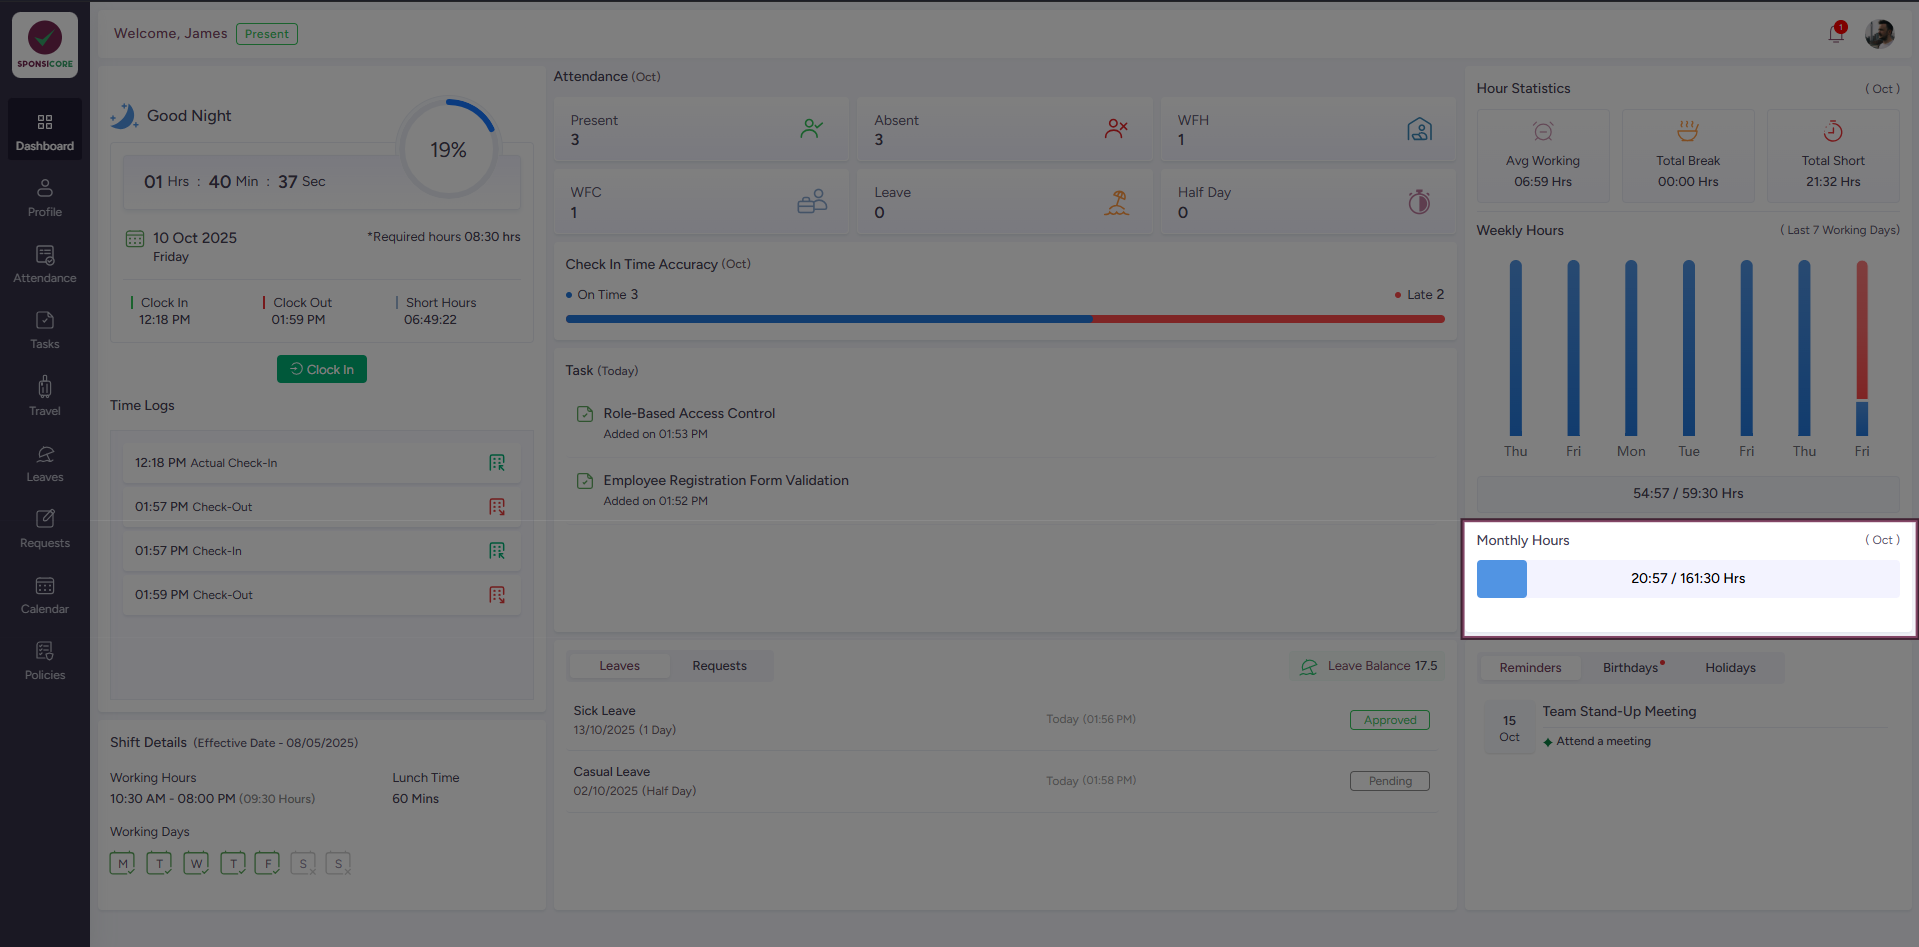 SPONSICORE
Dashboard
Profile
Attendance
Tasks
Travel
Leaves
Requests
Calendar
Policies
Welcome, James Present
1
Good Night
19%
01 Hrs : 40 Min : 37 Sec
10 Oct 2025
Friday
*Required hours 08:30 hrs
Clock In
12:18 PM
Clock Out
01:59 PM
Short Hours
06:49:22
Clock In
Time Logs
12:18 PM Actual Check-In
01:57 PM Check-Out
01:57 PM Check-In
01:59 PM Check-Out
Shift Details (Effective Date - 08/05/2025)
Working Hours
10:30 AM - 08:00 PM (09:30 Hours)
Lunch Time
60 Mins
Working Days
M T W T F S S
Attendance (Oct)
Present
3
Absent
3
WFH
1
WFC
1
Leave
0
Half Day
0
Check In Time Accuracy (Oct)
On Time 3
Late 2
Task (Today)
Role-Based Access Control
Added on 01:53 PM
Employee Registration Form Validation
Added on 01:52 PM
Leaves Requests
Leave Balance 17.5
Sick Leave
13/10/2025 (1 Day)
Today (01:56 PM)
Approved
Casual Leave
02/10/2025 (Half Day)
Today (01:58 PM)
Pending
Hour Statistics
( Oct )
Avg Working
06:59 Hrs
Total Break
00:00 Hrs
Total Short
21:32 Hrs
Weekly Hours
( Last 7 Working Days)
Thu Fri Mon Tue Fri Thu Fri
54:57 / 59:30 Hrs
Monthly Hours
( Oct )
20:57 / 161:30 Hrs
Reminders Birthdays Holidays
15
Oct
Team Stand-Up Meeting
Attend a meeting